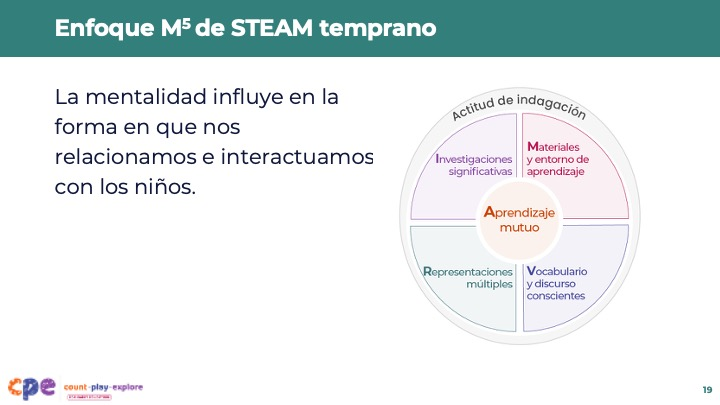 Enfoque M⁵ de STEAM temprano
La mentalidad influye en la
forma en que nos
relacionamos e interactuamos
con los niños.
Actitud de indagación
Investigaciones
significativas
Materiales
y entorno de
aprendizaje
Aprendizaje
mutuo
Representaciones
múltiples
Vocabulario
y discurso
conscientes
cpe
count-play-explore
19